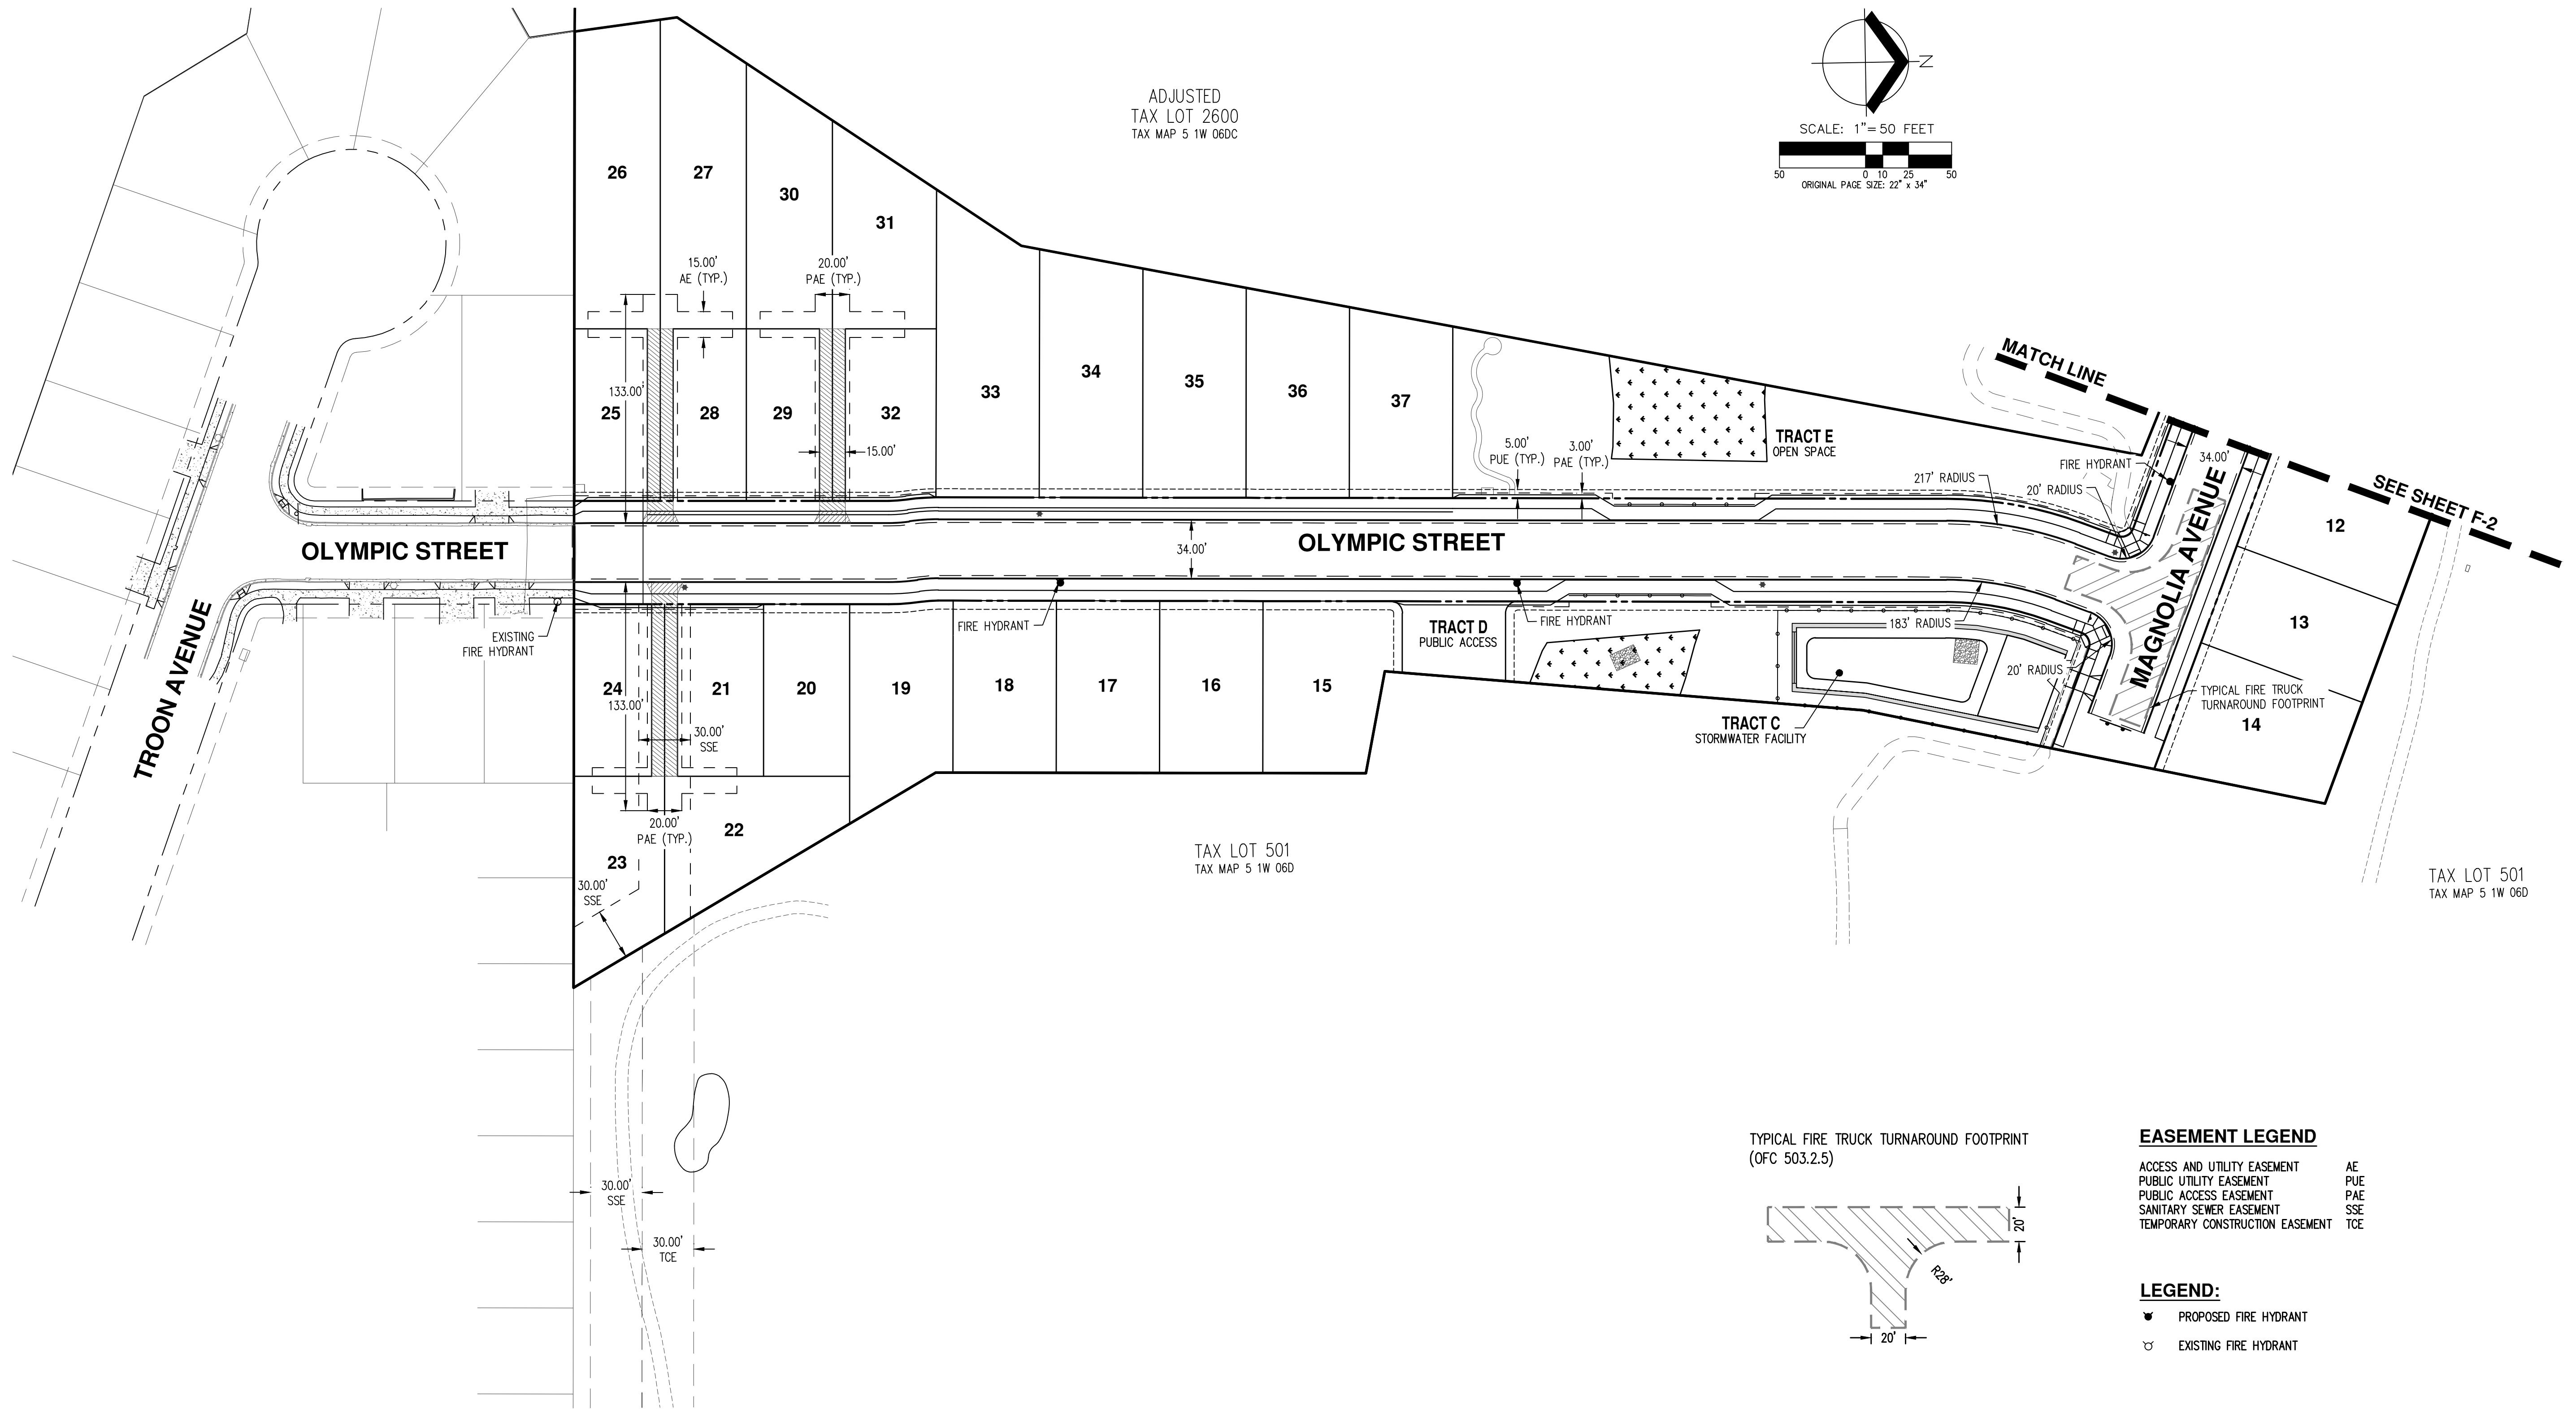 ADJUSTED
TAX LOT 2600
TAX MAP 5 1W 06DC
N
SCALE: 1"= 50 FEET
50 0 10 25 50
ORIGINAL PAGE SIZE: 22" x 34"
26
27
30
31
15.00'
AE (TYP.)
20.00'
PAE (TYP.)
133.00'
25
28
29
32
15.00'
33
34
35
36
37
5.00'
PUE (TYP.)
3.00'
PAE (TYP.)
TRACT E
OPEN SPACE
MATCH LINE
SEE SHEET F-2
217' RADIUS
20' RADIUS
FIRE HYDRANT
34.00'
MAGNOLIA AVENUE
12
13
14
OLYMPIC STREET
34.00'
OLYMPIC STREET
TROON AVENUE
EXISTING
FIRE HYDRANT
FIRE HYDRANT
TRACT D
PUBLIC ACCESS
FIRE HYDRANT
183' RADIUS
20' RADIUS
TYPICAL FIRE TRUCK
TURNAROUND FOOTPRINT
24
133.00'
21
20
19
18
17
16
15
30.00'
SSE
TRACT C
STORMWATER FACILITY
20.00'
PAE (TYP.)
22
23
30.00'
SSE
TAX LOT 501
TAX MAP 5 1W 06D
TAX LOT 501
TAX MAP 5 1W 06D
30.00'
SSE
30.00'
TCE
TYPICAL FIRE TRUCK TURNAROUND FOOTPRINT
(OFC 503.2.5)
20'
R28'
20'
EASEMENT LEGEND
ACCESS AND UTILITY EASEMENT AE
PUBLIC UTILITY EASEMENT PUE
PUBLIC ACCESS EASEMENT PAE
SANITARY SEWER EASEMENT SSE
TEMPORARY CONSTRUCTION EASEMENT TCE
LEGEND:
PROPOSED FIRE HYDRANT
EXISTING FIRE HYDRANT